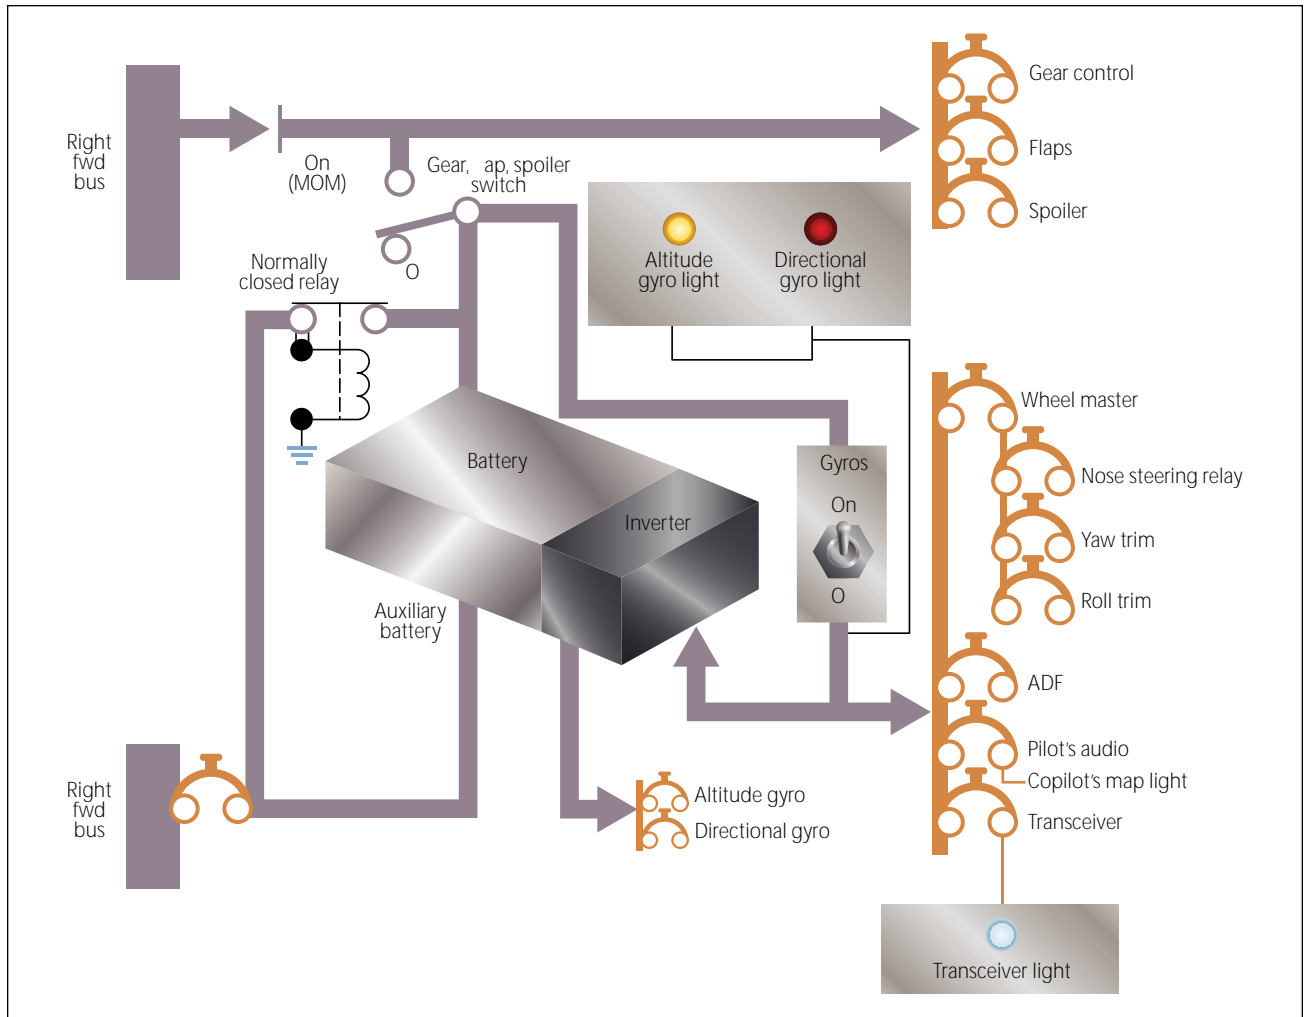 Right
fwd
bus
On
(MOM)
Gear, ap, spoiler
switch
O
Normally
closed relay
Altitude
gyro light
Directional
gyro light
Gear control
Flaps
Spoiler
Battery
Inverter
Auxiliary
battery
Gyros
On
O
Wheel master
Nose steering relay
Yaw trim
Roll trim
ADF
Pilot's audio
Copilot's map light
Transceiver
Right
fwd
bus
Altitude gyro
Directional gyro
Transceiver light